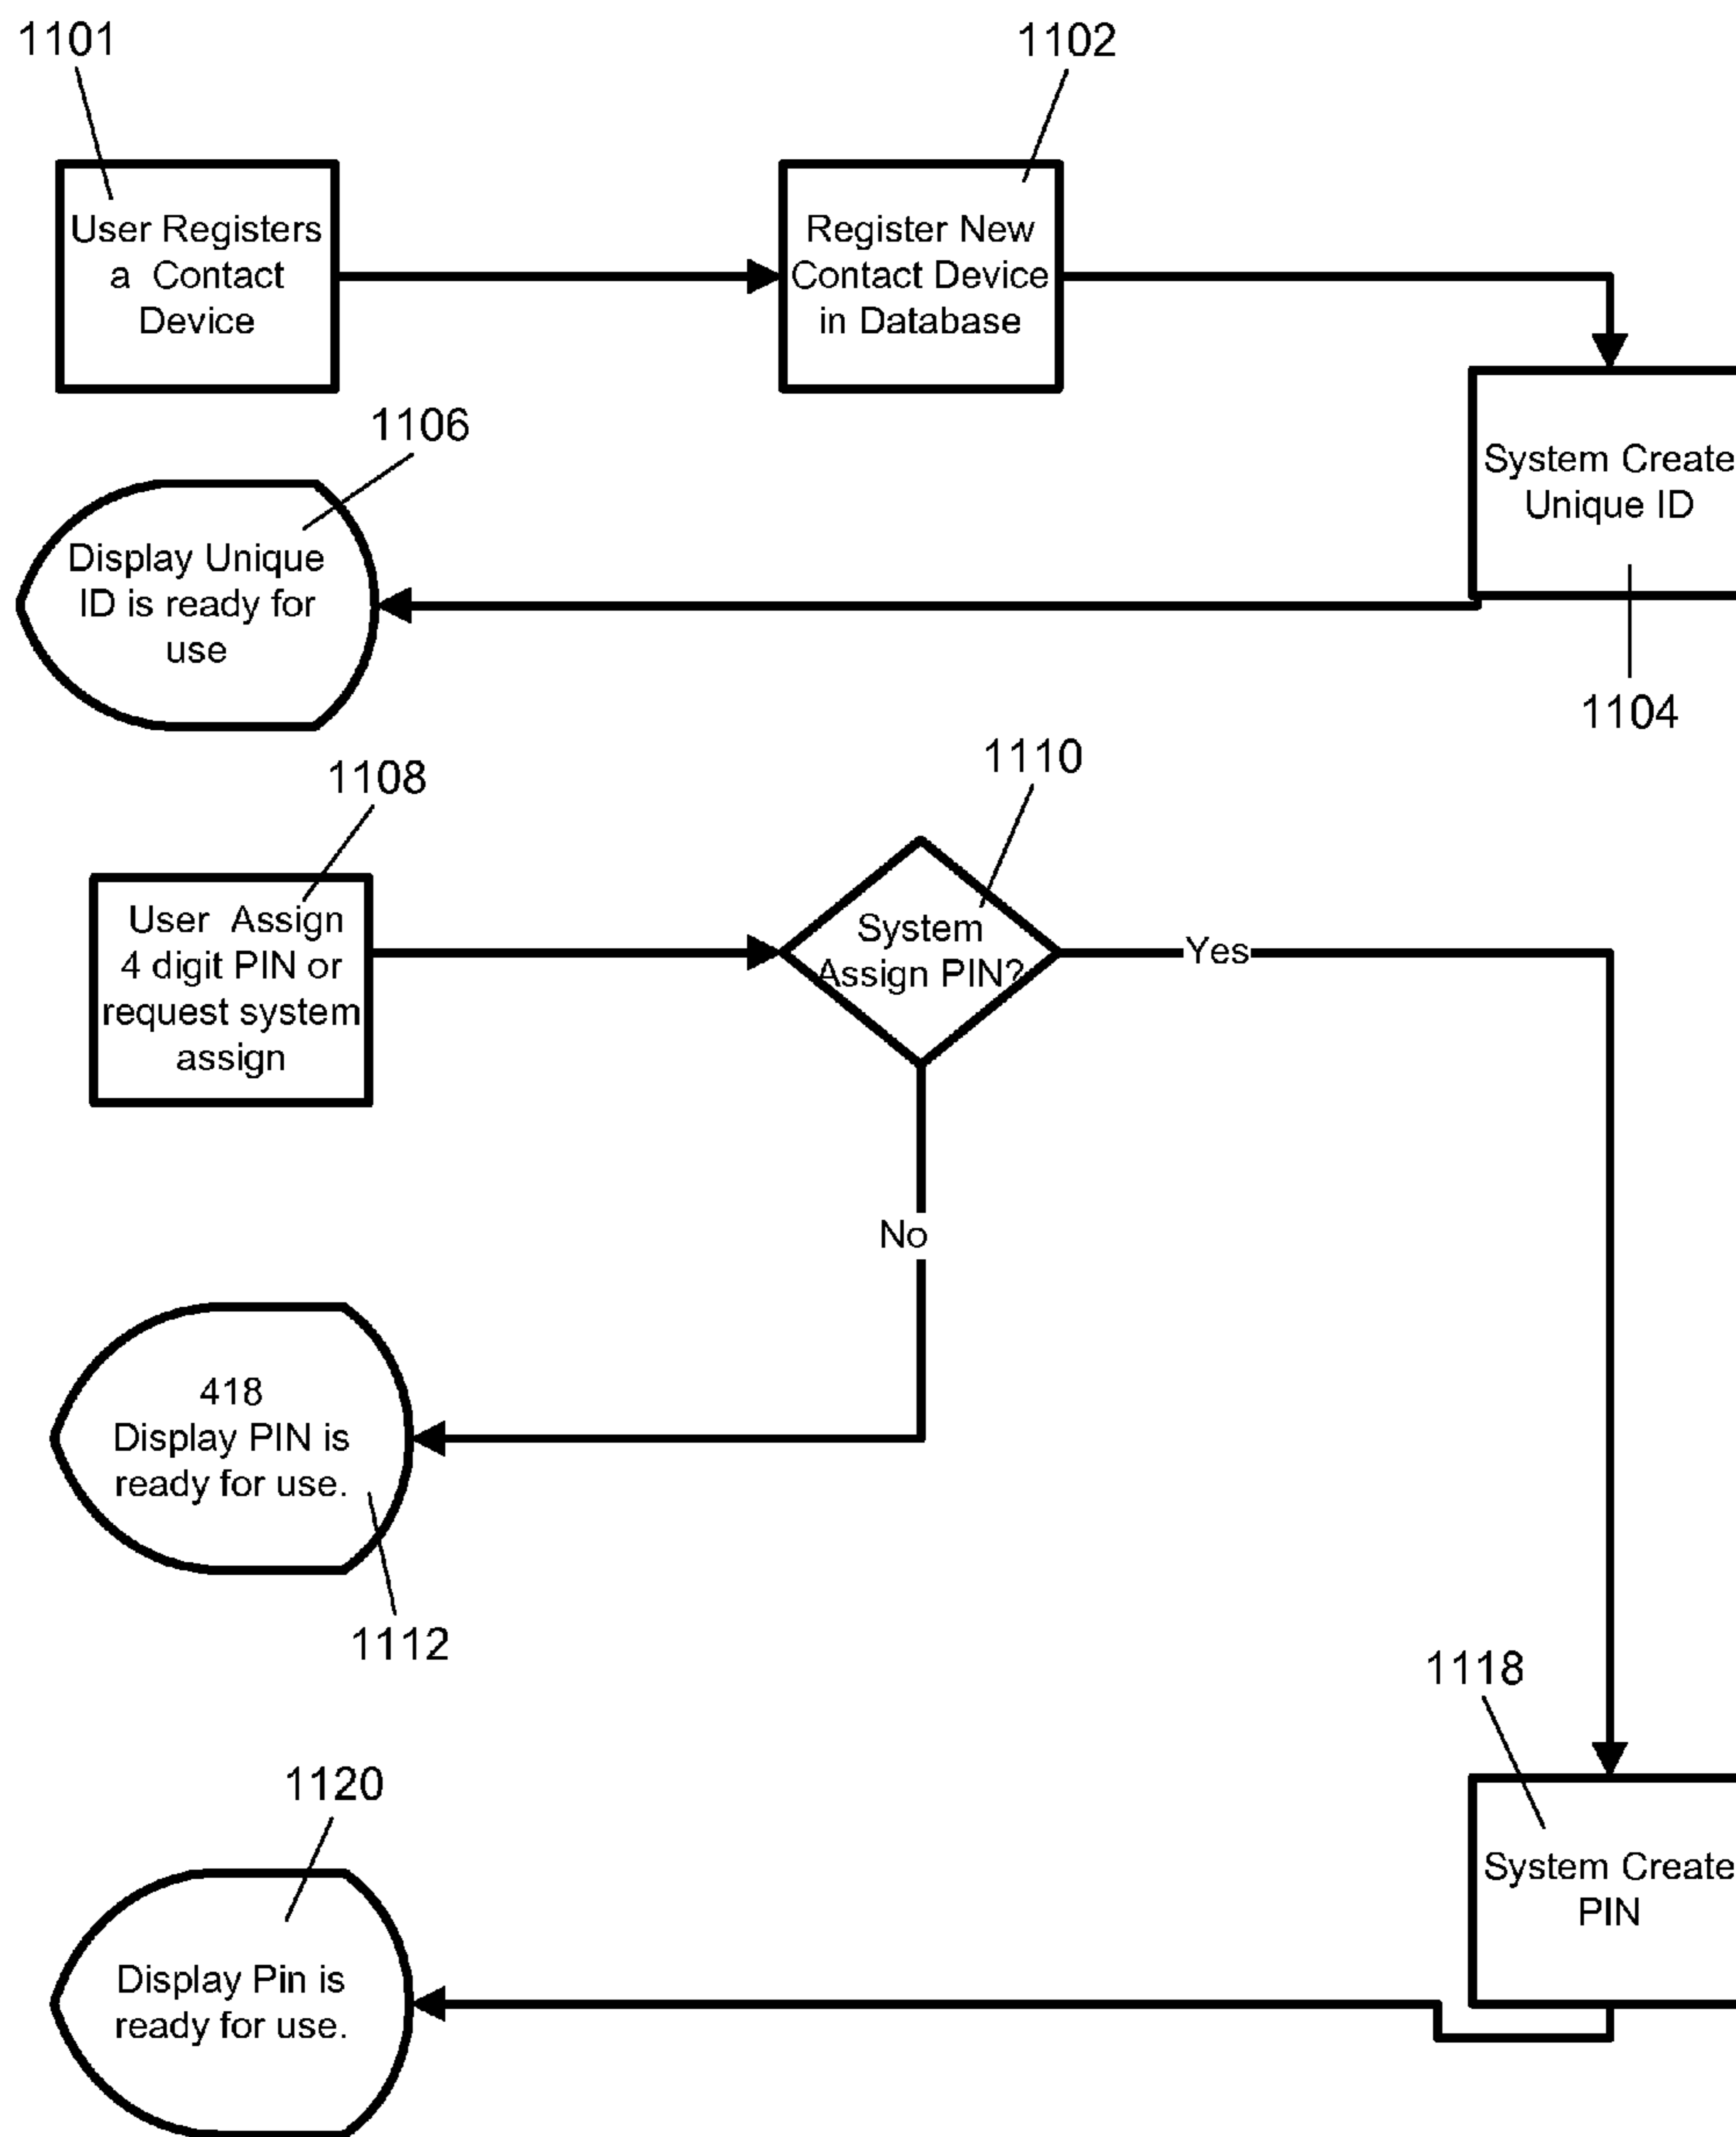 1101
1102
User Registers
a Contact
Device
Register New
Contact Device
in Database
1106
System Create
Unique ID
Display Unique
ID is ready for
use
1104
1110
1108
User Assign
4 digit PIN or
request system
assign
System
Assign PIN?
Yes
No
418
Display PIN is
ready for use.
1112
1118
1120
System Create
PIN
Display Pin is
ready for use.